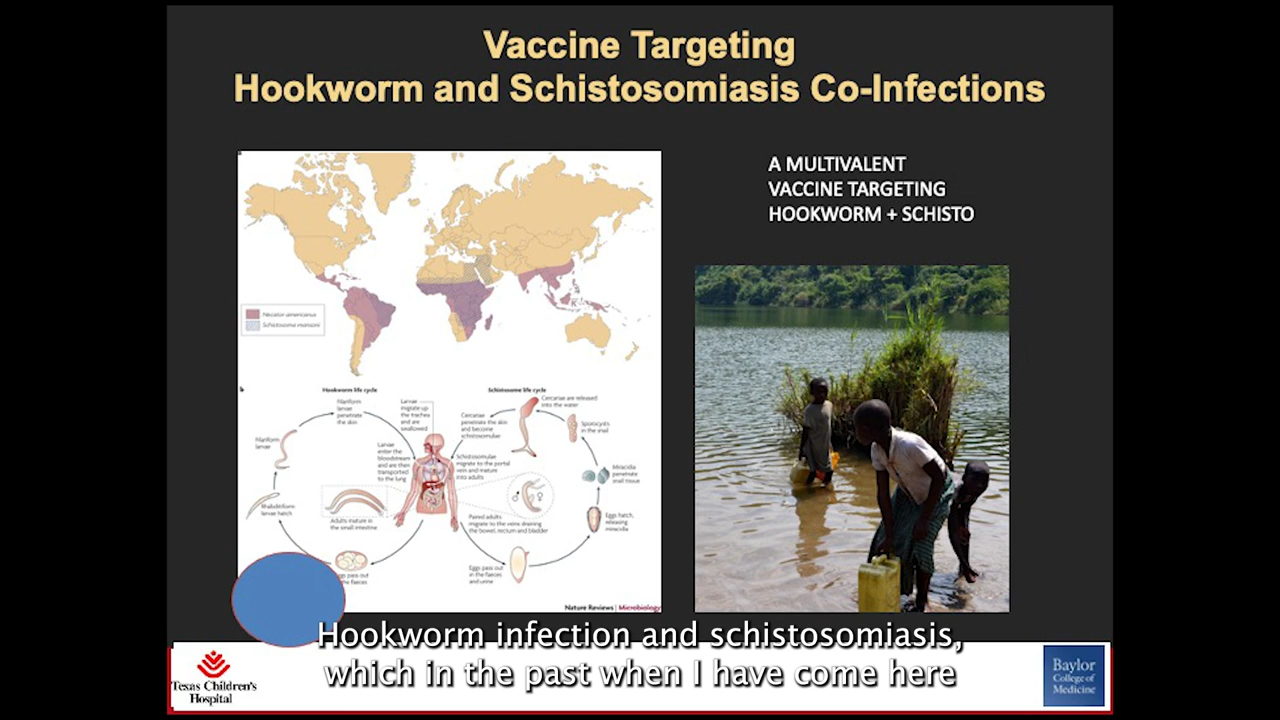 Vaccine Targeting
Hookworm and Schistosomiasis Co-Infections
A MULTIVALENT
VACCINE TARGETING
HOOKWORM + SCHISTO
a
Necator americanus
Schistosoma mansoni
b
Hookworm life cycle
Filariform
larvae
penetrate
the skin
Larvae
migrate up
the trachea
and are
swallowed
Filariform
larvae
Larvae
enter the
bloodstream
and are then
transported
to the lung
Rhabditiform
larvae hatch
Adults mature in
the small intestine
Eggs pass out
the faeces
Schistosome life cycle
Cercariae are released
into the water
Cercariae
penetrate the skin
and become
schistosomulae
Sporocysts
in the snail
Schistosomulae
migrate to the portal
vein and mature
into adults
Miracidia
penetrate
snail tissue
Paired adults
migrate to the veins draining
the bowel, rectum and bladder
Eggs hatch,
releasing
miracidia
Eggs pass out
in the faeces
and urine
Nature Reviews | Microbiology
Hookworm infection and schistosomiasis,
which in the past when I have come here
Texas Children's
Hospital
Baylor
College of
Medicine